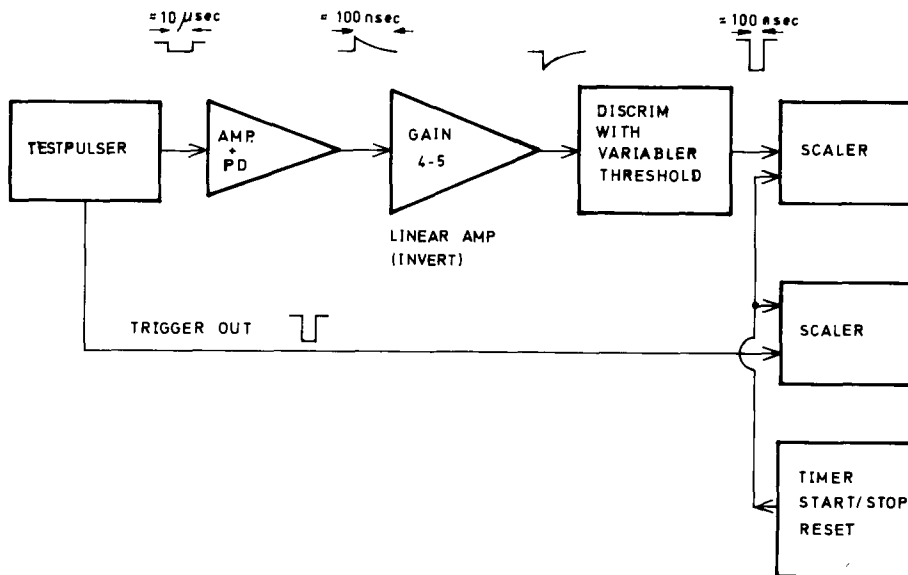 ≈10 µsec
≈ 100 nsec
≈ 100 nsec
TESTPULSER
AMP.
+
PD
GAIN
4-5
DISCRIM
WITH
VARIABLER
THRESHOLD
SCALER
LINEAR AMP
(INVERT)
TRIGGER OUT
SCALER
TIMER
START/STOP
RESET